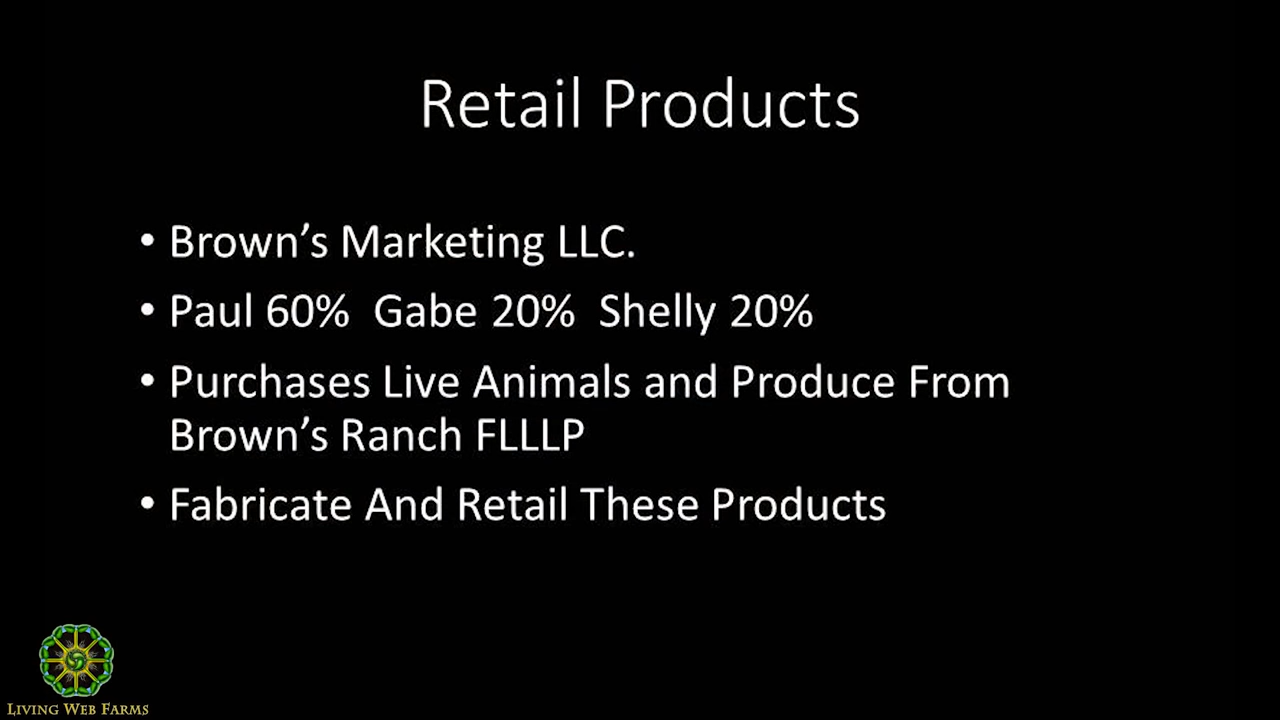 Retail Products
• Brown’s Marketing LLC.
• Paul 60%  Gabe 20%  Shelly 20%
• Purchases Live Animals and Produce From
Brown’s Ranch FLLLP
• Fabricate And Retail These Products
LIVING WEB FARMS